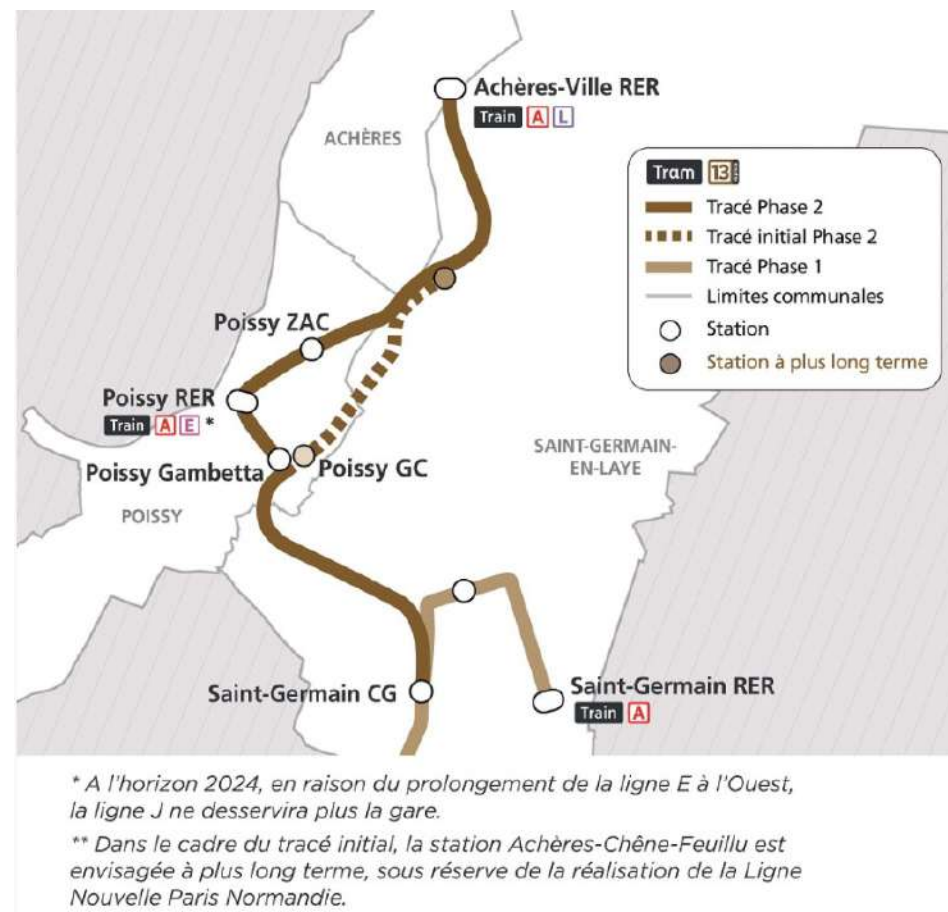 Achères-Ville RER
Train A L
ACHÈRES
Tram 13
Tracé Phase 2
Tracé initial Phase 2
Tracé Phase 1
Limites communales
Station
Station à plus long terme
Poissy ZAC
Poissy RER
Train A E *
Poissy Gambetta
Poissy GC
SAINT-GERMAIN-
EN-LAYE
POISSY
Saint-Germain CG
Saint-Germain RER
Train A
* A l'horizon 2024, en raison du prolongement de la ligne E à l'Ouest,
la ligne J ne desservira plus la gare.
** Dans le cadre du tracé initial, la station Achères-Chêne-Feuillu est
envisagée à plus long terme, sous réserve de la réalisation de la Ligne
Nouvelle Paris Normandie.